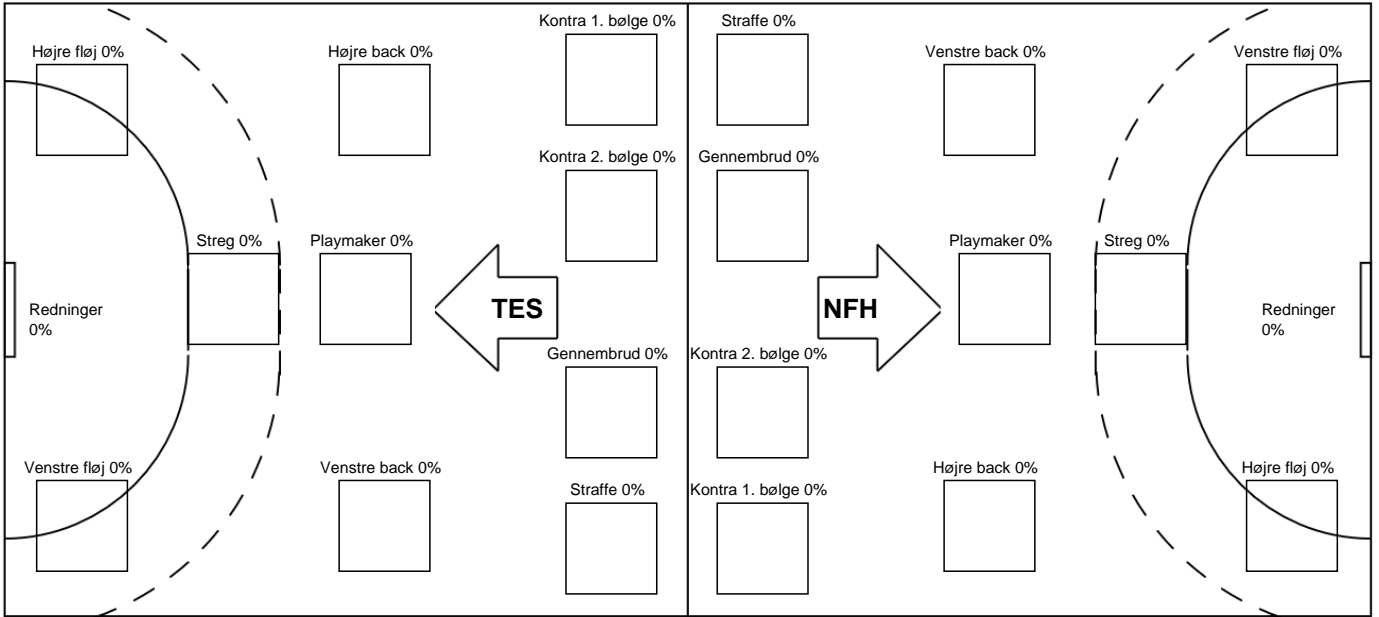 Kontra 1. bølge 0%
Straffe 0%
Højre fløj 0%
Højre back 0%
Venstre back 0%
Venstre fløj 0%
Kontra 2. bølge 0%
Gennembrud 0%
Streg 0%
Playmaker 0%
Playmaker 0%
Streg 0%
Redninger
0%
TES
NFH
Redninger
0%
Gennembrud 0%
Kontra 2. bølge 0%
Venstre fløj 0%
Venstre back 0%
Straffe 0%
Kontra 1. bølge 0%
Højre back 0%
Højre fløj 0%